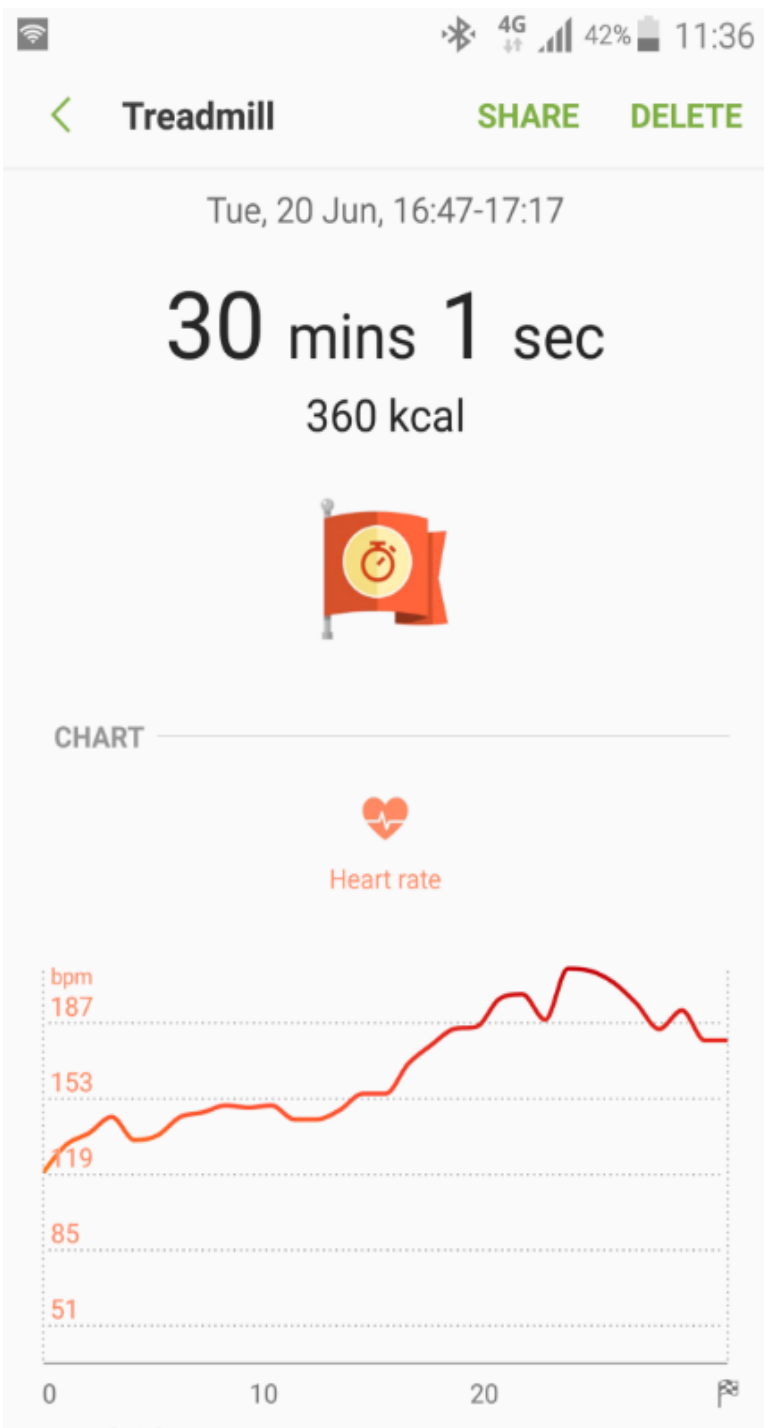 4G 42% 11:36
Treadmill SHARE DELETE
Tue, 20 Jun, 16:47-17:17
30 mins 1 sec
360 kcal
CHART
Heart rate
bpm
187
153
119
85
51
0 10 20